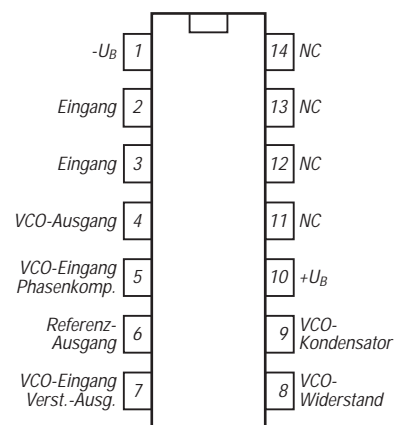 -UB 1 14 NC
Eingang 2 13 NC
Eingang 3 12 NC
VCO-Ausgang 4 11 NC
VCO-Eingang
Phasenkomp. 5 10 +UB
Referenz-
Ausgang 6 9 VCO-
Kondensator
VCO-Eingang
Verst.-Ausg. 7 8 VCO-
Widerstand